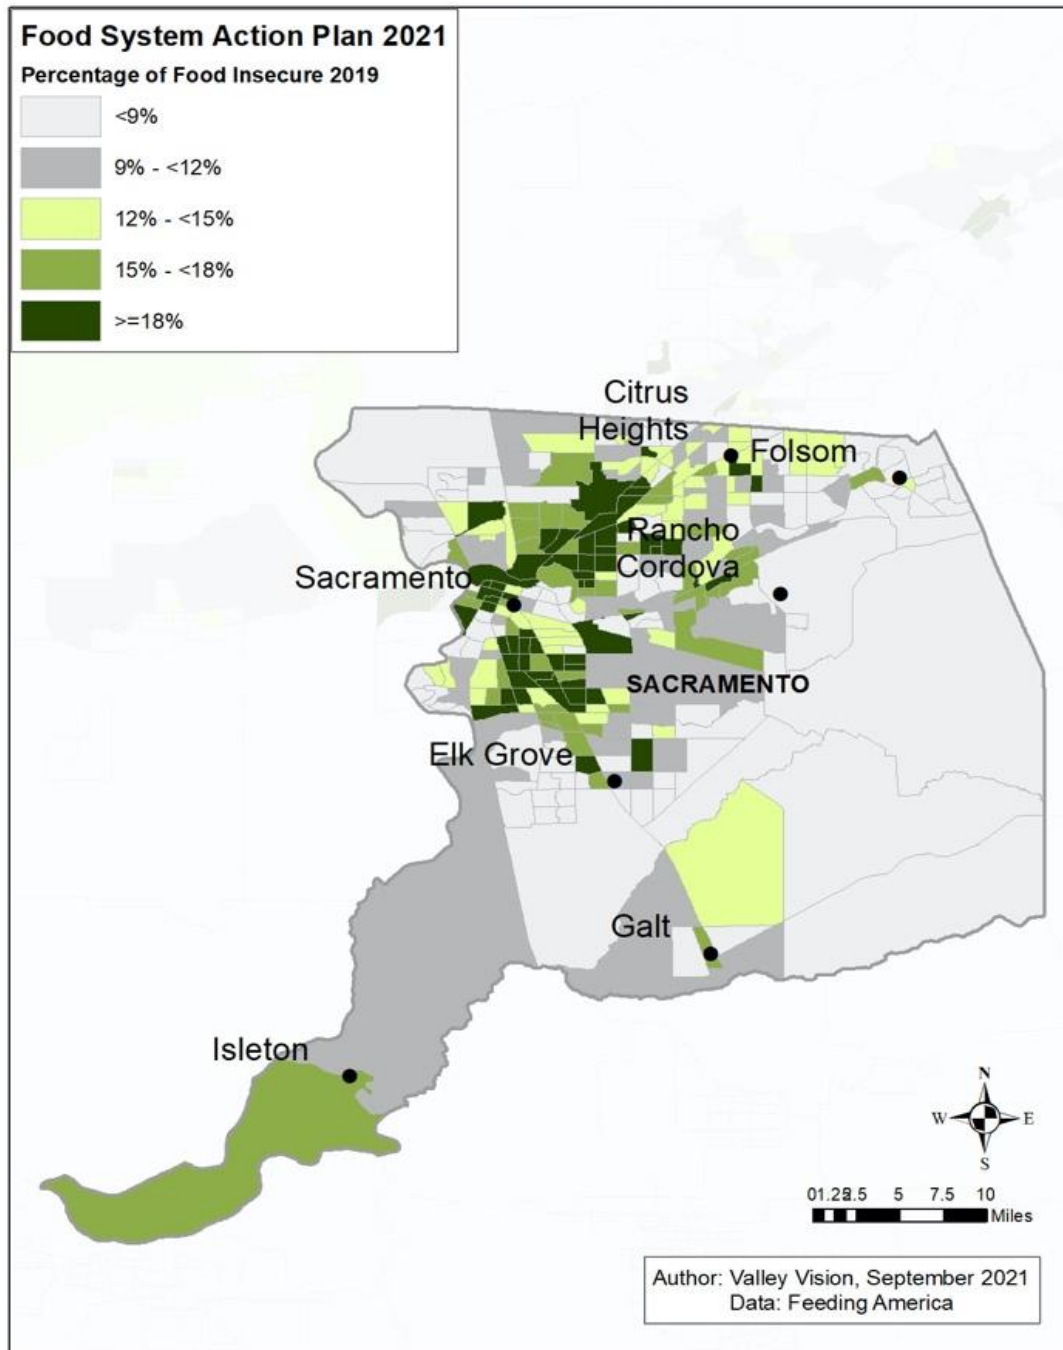 Food System Action Plan 2021
Percentage of Food Insecure 2019
<9%
9% - <12%
12% - <15%
15% - <18%
>=18%
Citrus
Heights
Folsom
Rancho
Cordova
Sacramento
SACRAMENTO
Elk Grove
Galt
Isleton
N
W E
S
01.252.5 5 7.5 10
Miles
Author: Valley Vision, September 2021
Data: Feeding America